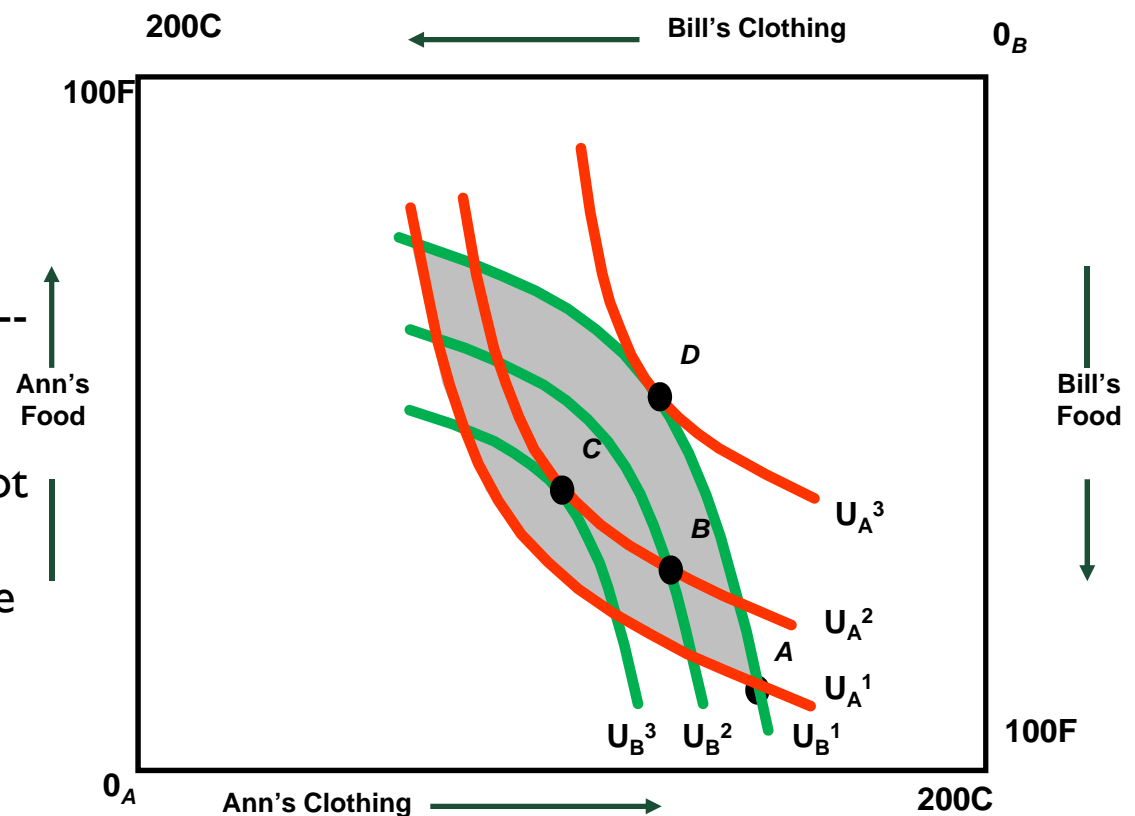 200C
Bill's Clothing
0B
100F
--
Ann's
Food
ot
e
D
C
B
A
Bill's
Food
UA3
UA2
UA1
UB3
UB2
UB1
100F
0A
Ann's Clothing
200C